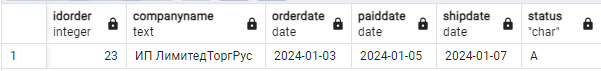 idorder companyname orderdate paiddate shipdate status
integer text date date date "char"
1 23 ИП ЛимитедТоргРус 2024-01-03 2024-01-05 2024-01-07 A